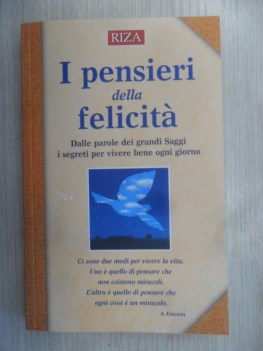 RIZA
I pensieri
della
felicità
Dalle parole dei grandi Saggi
i segreti per vivere bene ogni giorno
Ci sono due modi per vivere la vita.
Uno è quello di pensare che
non esistono miracoli.
L'altro è quello di pensare che
ogni cosa è un miracolo.
A. Einstein